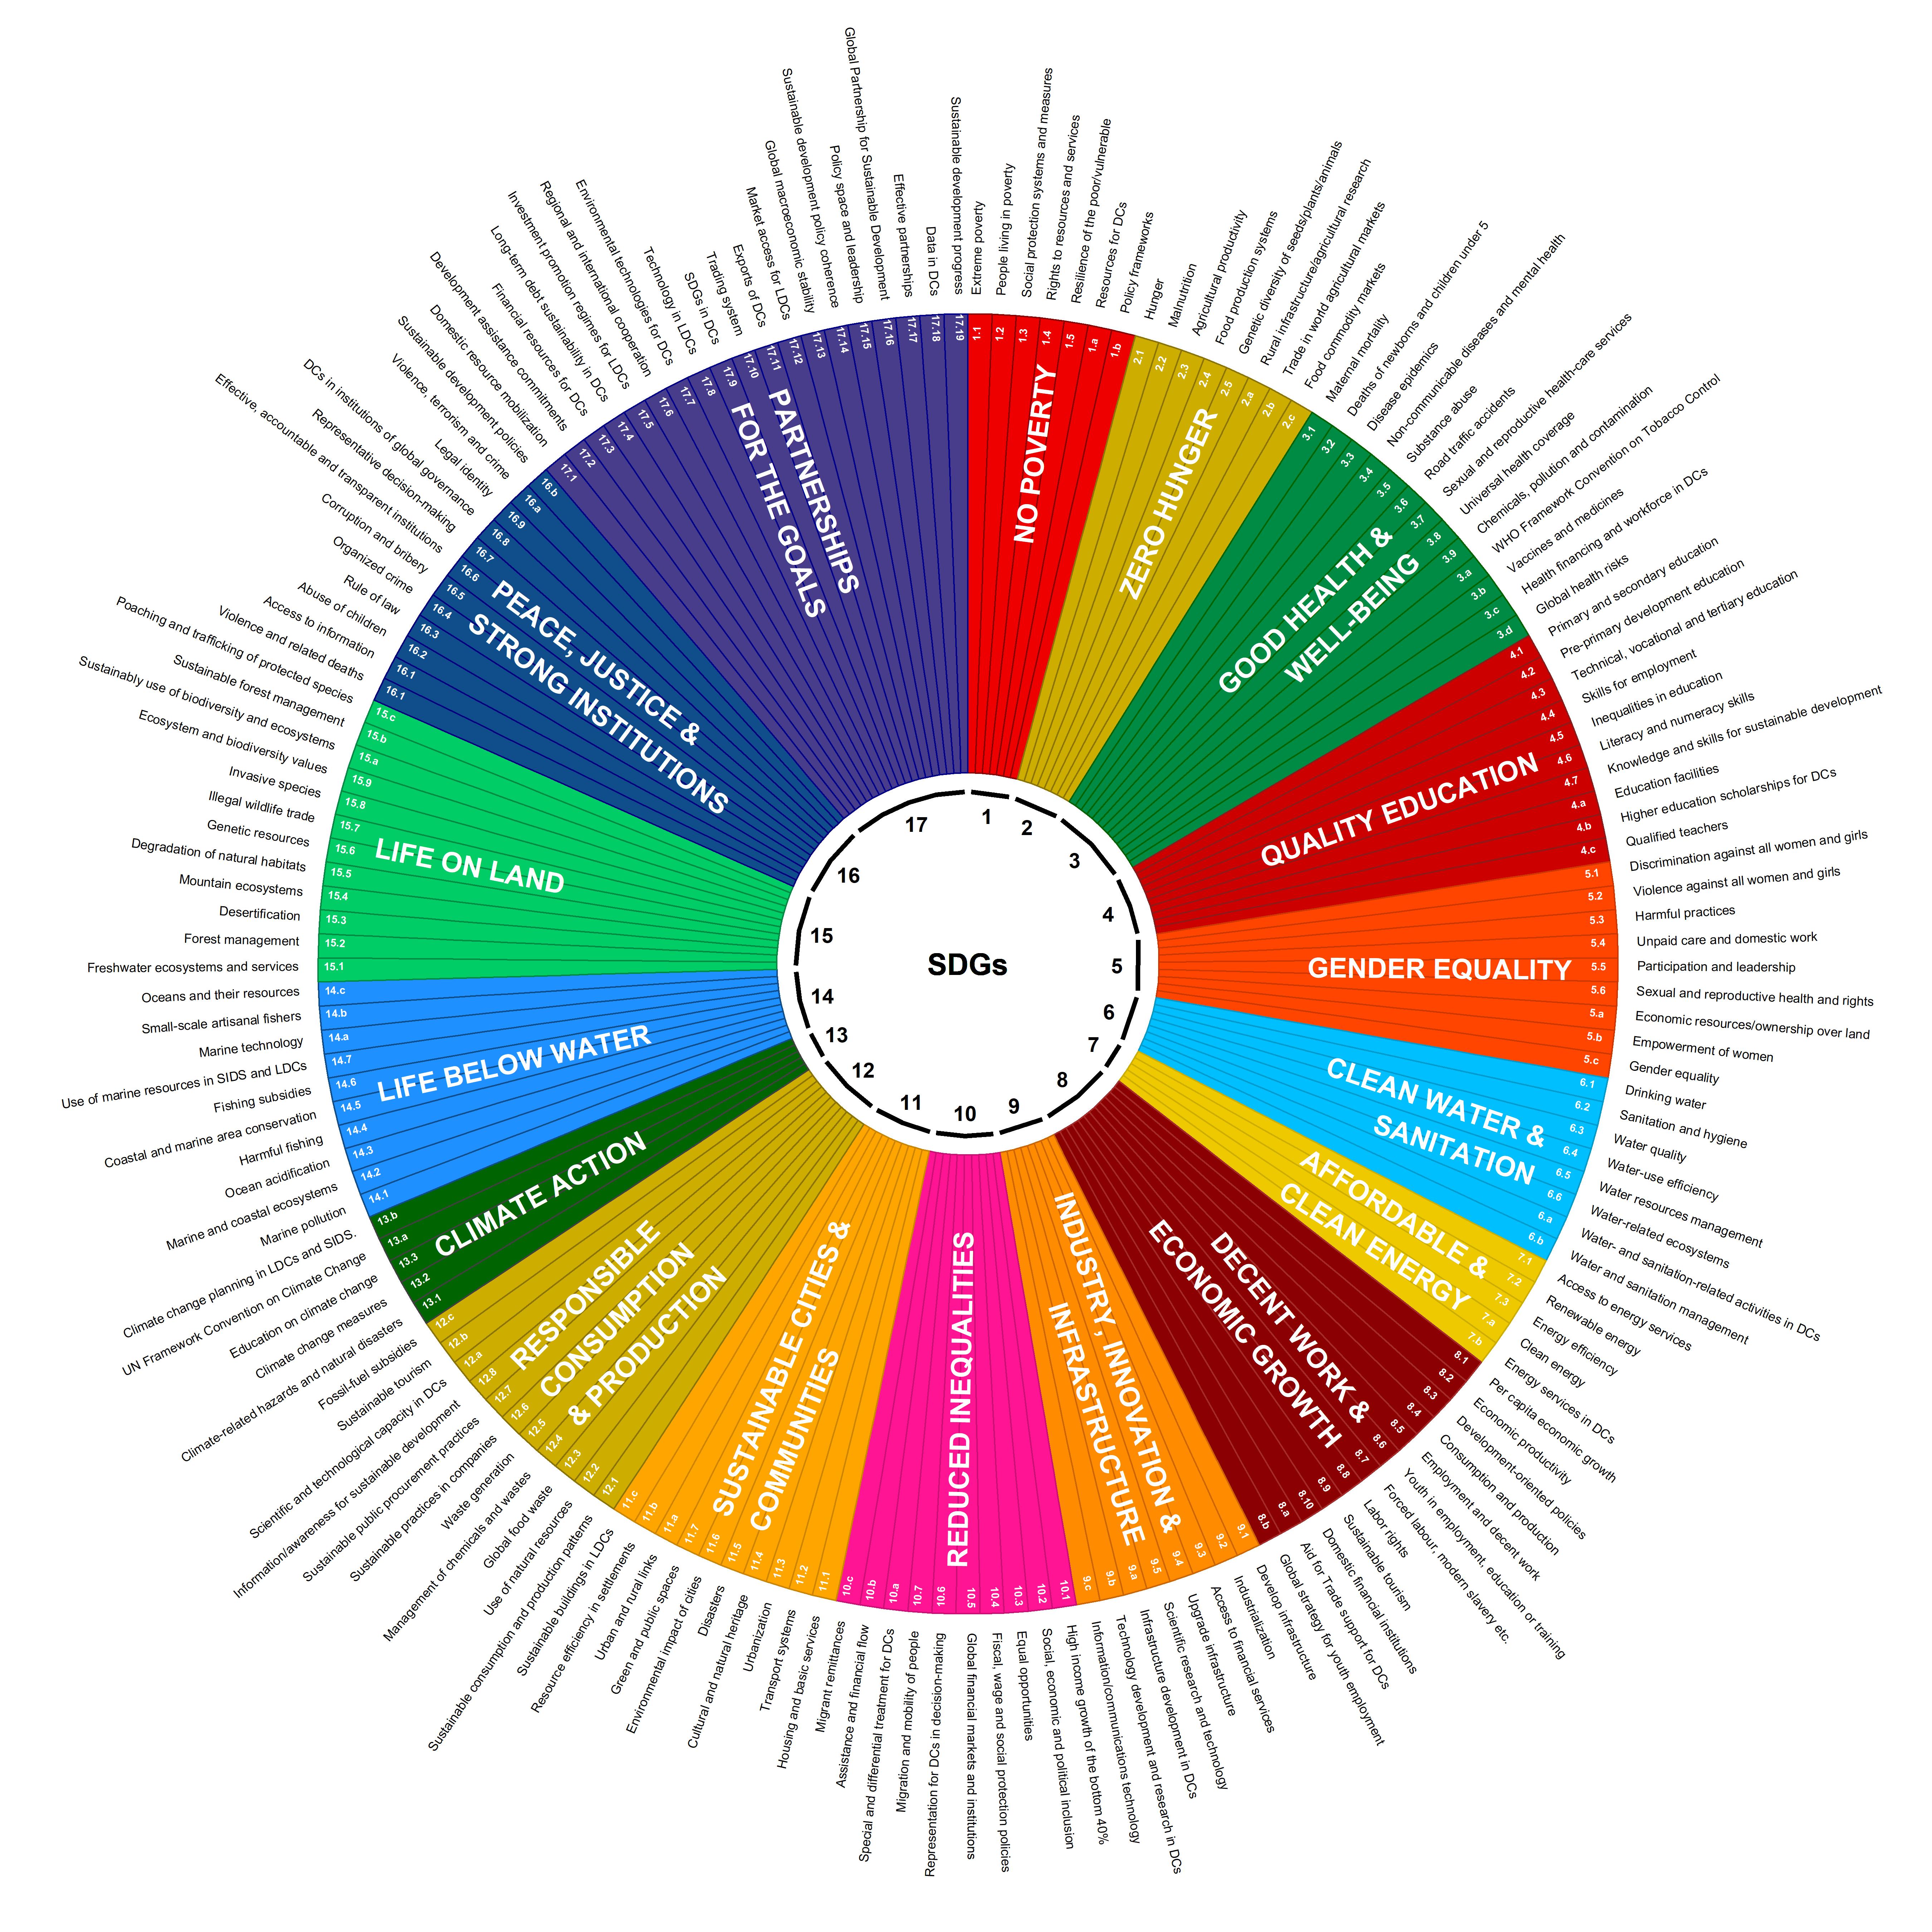 SDGs
1
2
3
4
5
6
7
8
9
10
11
12
13
14
15
16
17
NO POVERTY
1.1 Extreme poverty
1.2 People living in poverty
1.3 Social protection systems and measures
1.4 Rights to resources and services
1.5 Resilience of the poor/vulnerable
1.a Resources for DCs
1.b Policy frameworks
ZERO HUNGER
2.1 Hunger
2.2 Malnutrition
2.3 Agricultural productivity
2.4 Food production systems
2.5 Genetic diversity of seeds/plants/animals
2.a Rural infrastructure/agricultural research
2.b Trade in world agricultural markets
2.c Food commodity markets
GOOD HEALTH &
WELL-BEING
3.1 Maternal mortality
3.2 Deaths of newborns and children under 5
3.3 Disease epidemics
3.4 Non-communicable diseases and mental health
3.5 Substance abuse
3.6 Road traffic accidents
3.7 Sexual and reproductive health-care services
3.8 Universal health coverage
3.9 Chemicals, pollution and contamination
3.a WHO Framework Convention on Tobacco Control
3.b Vaccines and medicines
3.c Health financing and workforce in DCs
3.d Global health risks
QUALITY EDUCATION
4.1 Primary and secondary education
4.2 Pre-primary development education
4.3 Technical, vocational and tertiary education
4.4 Skills for employment
4.5 Inequalities in education
4.6 Literacy and numeracy skills
4.7 Knowledge and skills for sustainable development
4.a Education facilities
4.b Higher education scholarships for DCs
4.c Qualified teachers
GENDER EQUALITY
5.1 Discrimination against all women and girls
5.2 Violence against all women and girls
5.3 Harmful practices
5.4 Unpaid care and domestic work
5.5 Participation and leadership
5.6 Sexual and reproductive health and rights
5.a Economic resources/ownership over land
5.b Empowerment of women
5.c Gender equality
CLEAN WATER &
SANITATION
6.1 Drinking water
6.2 Sanitation and hygiene
6.3 Water quality
6.4 Water-use efficiency
6.5 Water resources management
6.6 Water-related ecosystems
6.a Water- and sanitation-related activities in DCs
6.b Water and sanitation management
AFFORDABLE &
CLEAN ENERGY
7.1 Access to energy services
7.2 Renewable energy
7.3 Energy efficiency
7.a Clean energy
7.b Energy services in DCs
DECENT WORK &
ECONOMIC GROWTH
8.1 Per capita economic growth
8.2 Economic productivity
8.3 Development-oriented policies
8.4 Consumption and production
8.5 Employment and decent work
8.6 Youth in employment, education or training
8.7 Forced labour, modern slavery etc.
8.8 Labor rights
8.9 Sustainable tourism
8.10 Domestic financial institutions
8.a Aid for Trade support for DCs
8.b Global strategy for youth employment
INDUSTRY, INNOVATION &
INFRASTRUCTURE
9.1 Develop infrastructure
9.2 Industrialization
9.3 Access to financial services
9.4 Upgrade infrastructure
9.5 Scientific research and technology
9.a Infrastructure development in DCs
9.b Technology development and research in DCs
9.c Information/communications technology
REDUCED INEQUALITIES
10.1 High income growth of the bottom 40%
10.2 Social, economic and political inclusion
10.3 Equal opportunities
10.4 Fiscal, wage and social protection policies
10.5 Global financial markets and institutions
10.6 Representation for DCs in decision-making
10.7 Migration and mobility of people
10.a Special and differential treatment for DCs
10.b Assistance and financial flow
10.c Migrant remittances
SUSTAINABLE CITIES &
COMMUNITIES
11.1 Housing and basic services
11.2 Transport systems
11.3 Urbanization
11.4 Cultural and natural heritage
11.5 Disasters
11.6 Environmental impact of cities
11.7 Green and public spaces
11.a Urban and rural links
11.b Resource efficiency in settlements
11.c Sustainable buildings in LDCs
RESPONSIBLE
CONSUMPTION
& PRODUCTION
12.1 Sustainable consumption and production patterns
12.2 Use of natural resources
12.3 Global food waste
12.4 Management of chemicals and wastes
12.5 Waste generation
12.6 Sustainable practices in companies
12.7 Sustainable public procurement practices
12.8 Information/awareness for sustainable development
12.a Scientific and technological capacity in DCs
12.b Sustainable tourism
12.c Fossil-fuel subsidies
CLIMATE ACTION
13.1 Climate-related hazards and natural disasters
13.2 Climate change measures
13.3 Education on climate change
13.a UN Framework Convention on Climate Change
13.b Climate change planning in LDCs and SIDS.
LIFE BELOW WATER
14.1 Marine pollution
14.2 Marine and coastal ecosystems
14.3 Ocean acidification
14.4 Harmful fishing
14.5 Coastal and marine area conservation
14.6 Fishing subsidies
14.7 Use of marine resources in SIDS and LDCs
14.a Marine technology
14.b Small-scale artisanal fishers
14.c Oceans and their resources
LIFE ON LAND
15.1 Freshwater ecosystems and services
15.2 Forest management
15.3 Desertification
15.4 Mountain ecosystems
15.5 Degradation of natural habitats
15.6 Genetic resources
15.7 Illegal wildlife trade
15.8 Invasive species
15.9 Ecosystem and biodiversity values
15.a Sustainably use of biodiversity and ecosystems
15.b Sustainable forest management
15.c Poaching and trafficking of protected species
PEACE, JUSTICE &
STRONG INSTITUTIONS
16.1 Violence and related deaths
16.1 Access to information
16.2 Abuse of children
16.3 Rule of law
16.4 Organized crime
16.5 Corruption and bribery
16.6 Effective, accountable and transparent institutions
16.7 Representative decision-making
16.8 DCs in institutions of global governance
16.9 Legal identity
16.a Violence, terrorism and crime
16.b Sustainable development policies
PARTNERSHIPS
FOR THE GOALS
17.1 Domestic resource mobilization
17.2 Development assistance commitments
17.3 Financial resources for DCs
17.4 Long-term debt sustainability in DCs
17.5 Investment promotion regimes for LDCs
17.6 Regional and international cooperation
17.7 Environmental technologies for DCs
17.8 Technology in LDCs
17.9 SDGs in DCs
17.10 Trading system
17.11 Exports of DCs
17.12 Market access for LDCs
17.13 Global macroeconomic stability
17.14 Sustainable development policy coherence
17.15 Policy space and leadership
17.16 Global Partnership for Sustainable Development
17.17 Effective partnerships
17.18 Data in DCs
17.19 Sustainable development progress